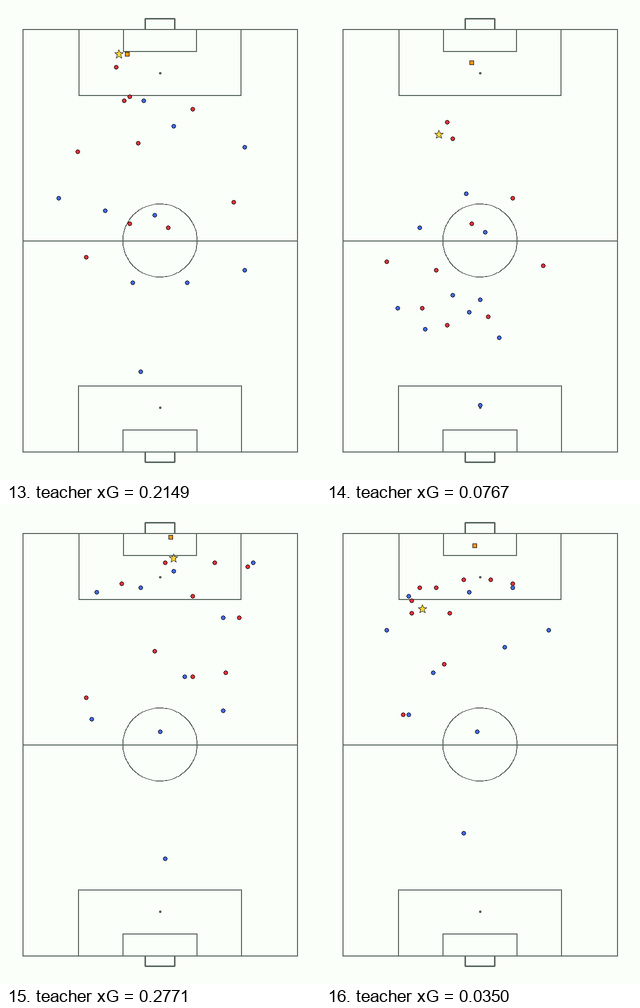 13. teacher xG = 0.2149
14. teacher xG = 0.0767
15. teacher xG = 0.2771
16. teacher xG = 0.0350